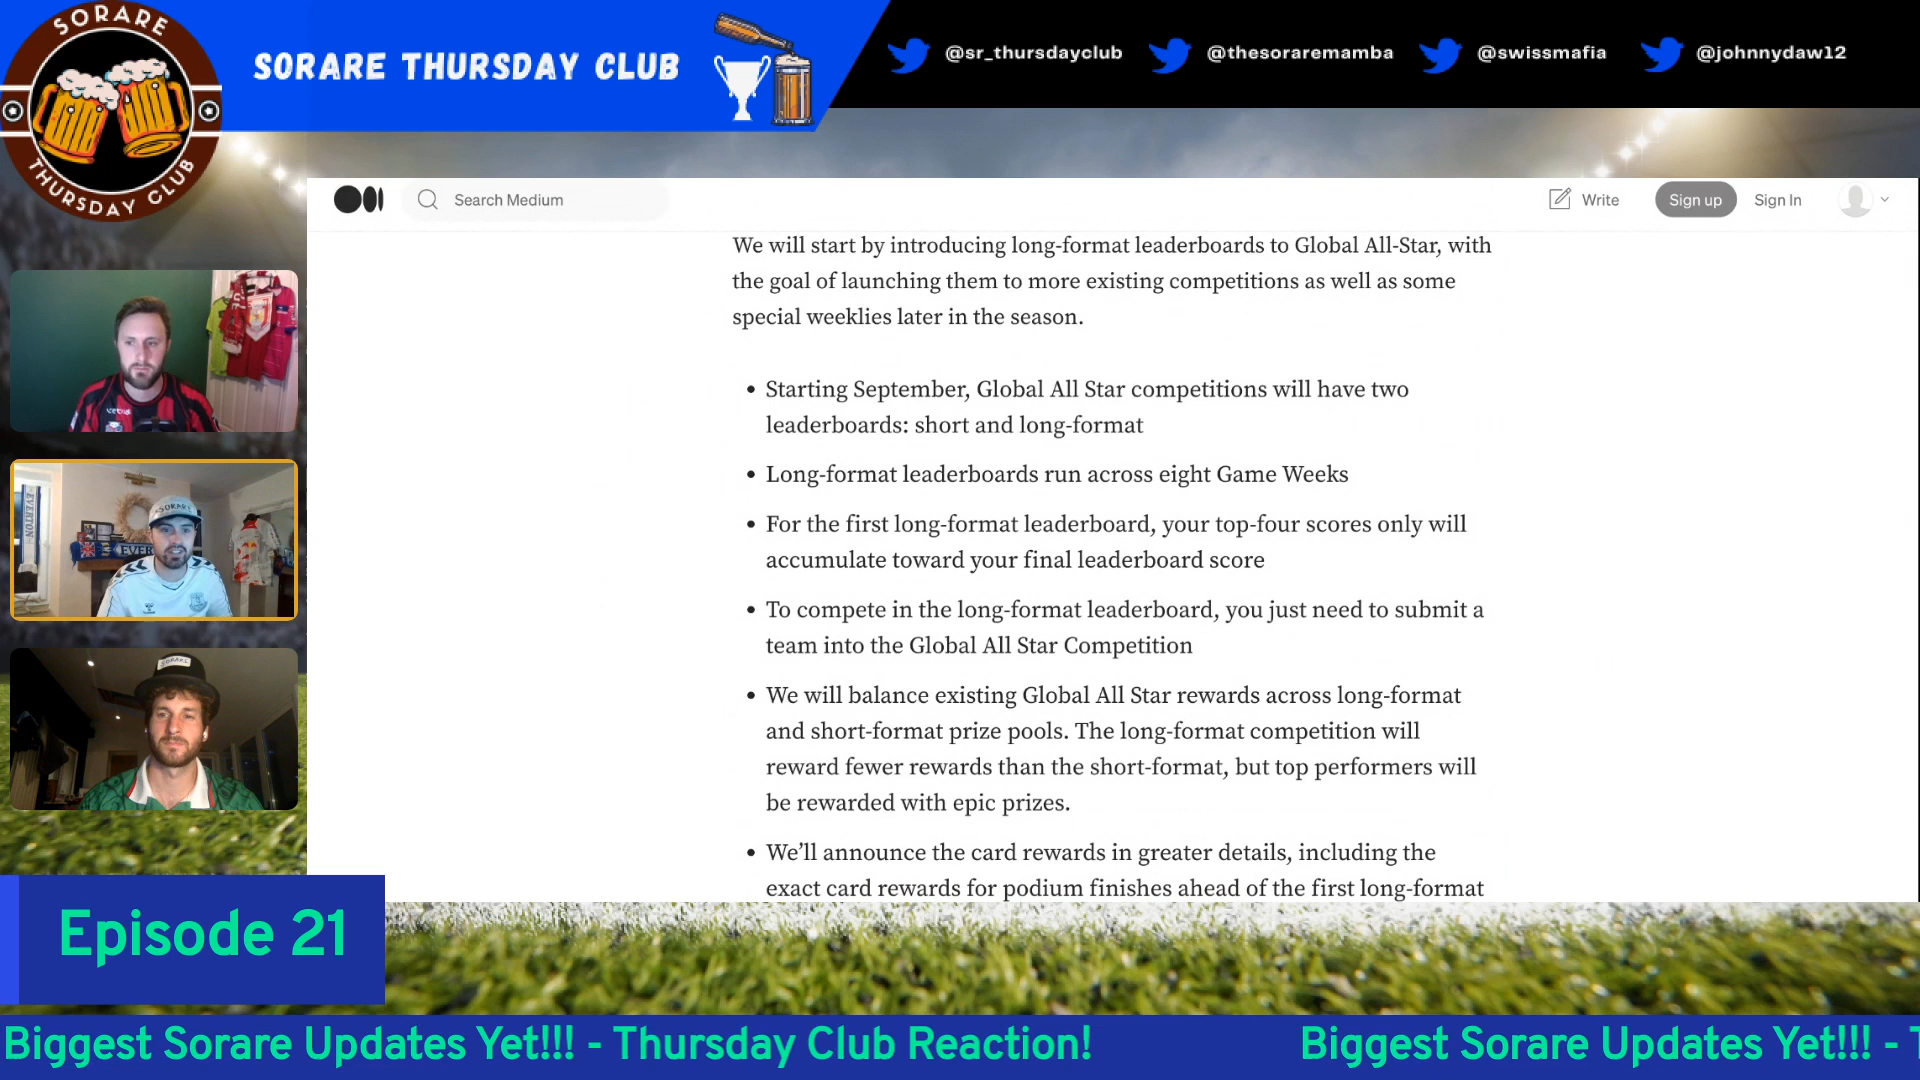 SORARE
THURSDAY CLUB
SORARE THURSDAY CLUB
@sr_thursdayclub
@thesoraremamba
@swissmafia
@johnnydaw12
Search Medium
Write
Sign up
Sign In
We will start by introducing long-format leaderboards to Global All-Star, with
the goal of launching them to more existing competitions as well as some
special weeklies later in the season.
• Starting September, Global All Star competitions will have two
leaderboards: short and long-format
• Long-format leaderboards run across eight Game Weeks
• For the first long-format leaderboard, your top-four scores only will
accumulate toward your final leaderboard score
• To compete in the long-format leaderboard, you just need to submit a
team into the Global All Star Competition
• We will balance existing Global All Star rewards across long-format
and short-format prize pools. The long-format competition will
reward fewer rewards than the short-format, but top performers will
be rewarded with epic prizes.
• We’ll announce the card rewards in greater details, including the
exact card rewards for podium finishes ahead of the first long-format
EVERTON
SORARE
EVER
Episode 21
Biggest Sorare Updates Yet!!! - Thursday Club Reaction!
Biggest Sorare Updates Yet!!! - T